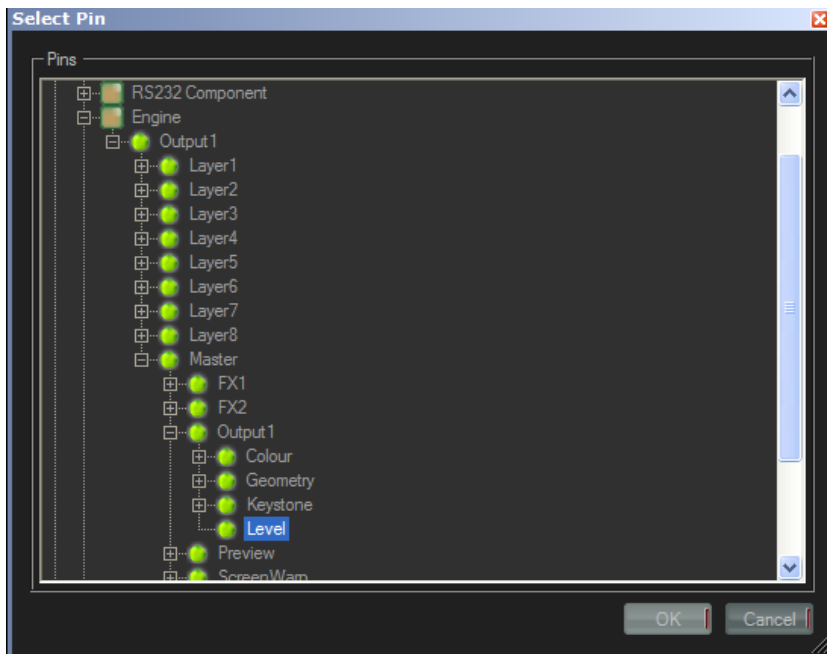 Select Pin
Pins
RS232 Component
Engine
Output1
Layer1
Layer2
Layer3
Layer4
Layer5
Layer6
Layer7
Layer8
Master
FX1
FX2
Output1
Colour
Geometry
Keystone
Level
Preview
ScreenWarp
OK
Cancel